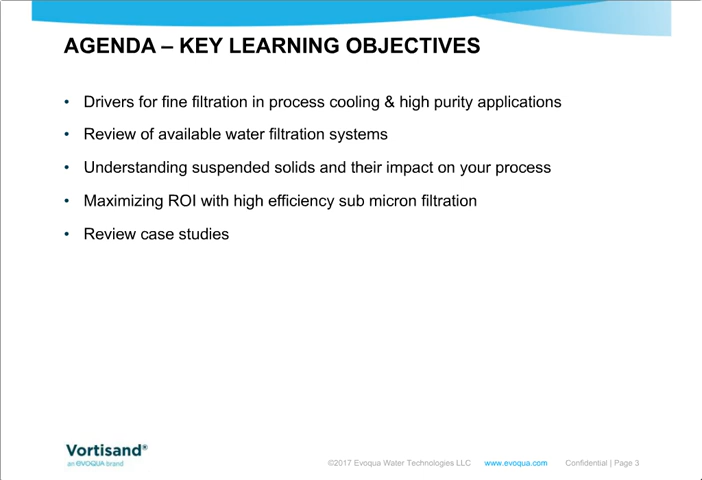 AGENDA – KEY LEARNING OBJECTIVES
• Drivers for fine filtration in process cooling & high purity applications
• Review of available water filtration systems
• Understanding suspended solids and their impact on your process
• Maximizing ROI with high efficiency sub micron filtration
• Review case studies
Vortisand®
an evoqua brand
©2017 Evoqua Water Technologies LLC www.evoqua.com Confidential | Page 3